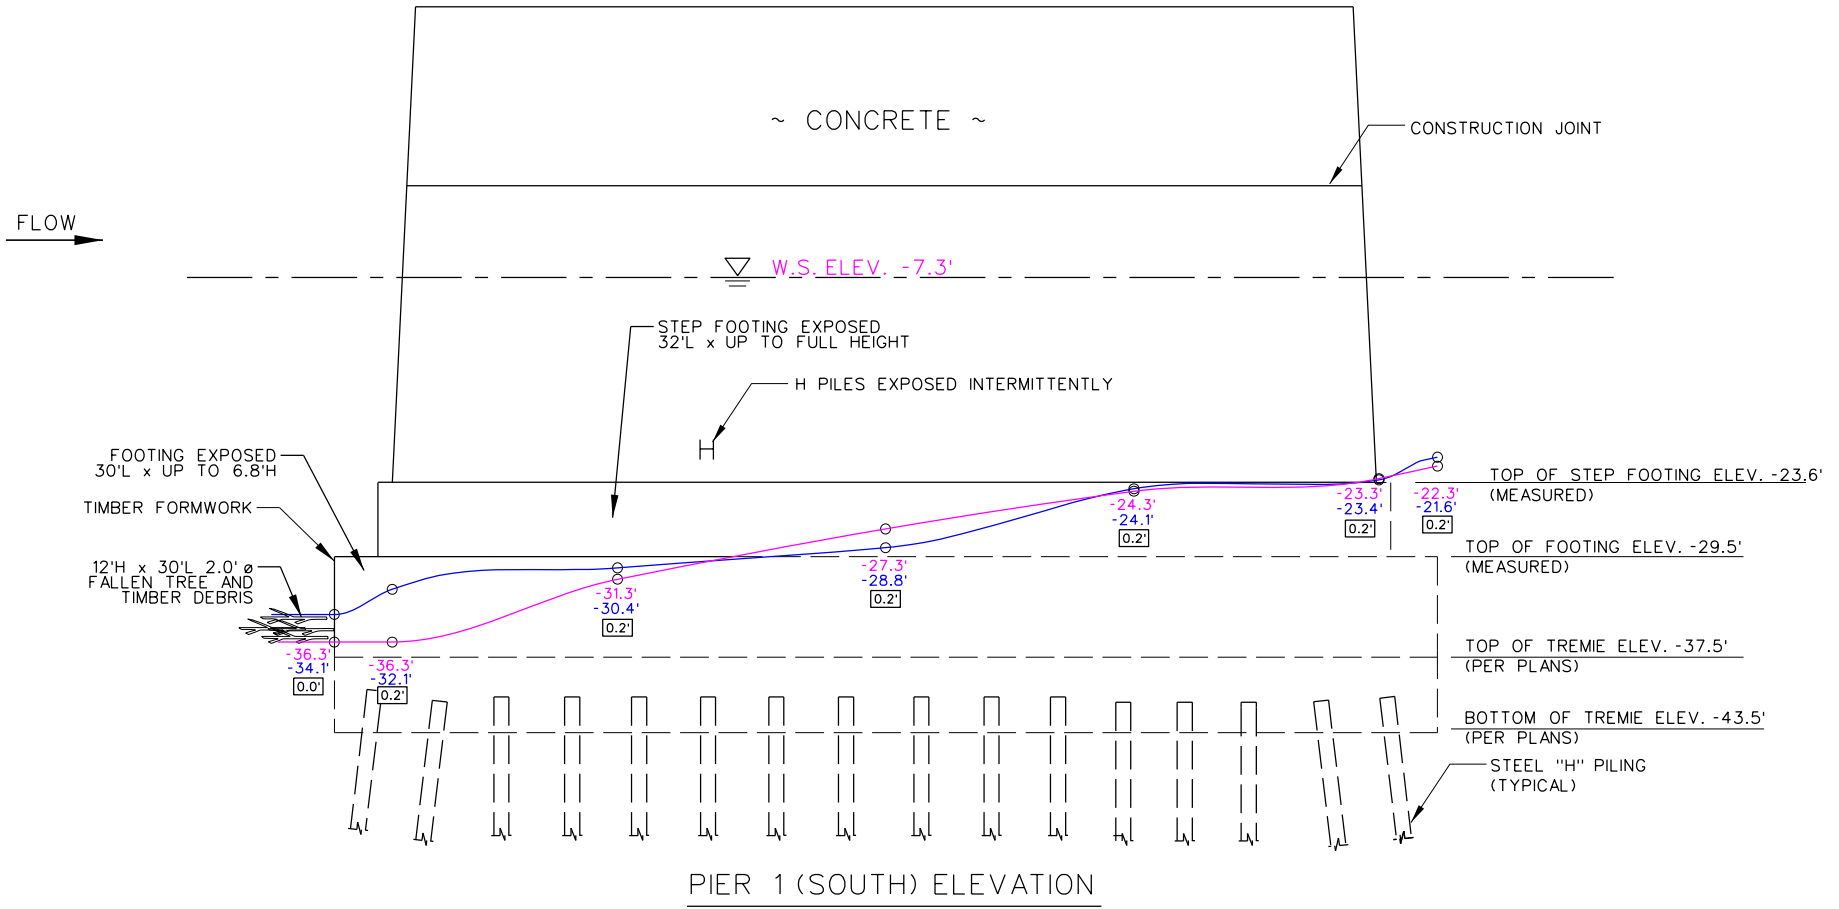 ~ CONCRETE ~
CONSTRUCTION JOINT
FLOW
W.S. ELEV. -7.3'
STEP FOOTING EXPOSED
32'L x UP TO FULL HEIGHT
H PILES EXPOSED INTERMITTENTLY
H
FOOTING EXPOSED
30'L x UP TO 6.8'H
TIMBER FORMWORK
12'H x 30'L 2.0' ø
FALLEN TREE AND
TIMBER DEBRIS
-36.3'
-34.1'
0.0'
-36.3'
-32.1'
0.2'
-31.3'
-30.4'
0.2'
-27.3'
-28.8'
0.2'
-24.3'
-24.1'
0.2'
-23.3'
-23.4'
0.2'
-22.3'
-21.6'
0.2'
TOP OF STEP FOOTING ELEV. -23.6'
(MEASURED)
TOP OF FOOTING ELEV. -29.5'
(MEASURED)
TOP OF TREMIE ELEV. -37.5'
(PER PLANS)
BOTTOM OF TREMIE ELEV. -43.5'
(PER PLANS)
STEEL "H" PILING
(TYPICAL)
PIER 1 (SOUTH) ELEVATION